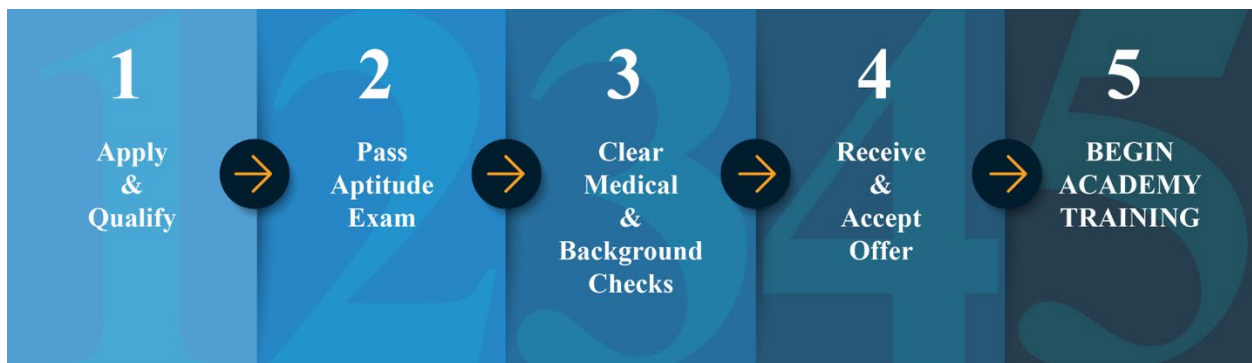 1
Apply
&
Qualify
2
Pass
Aptitude
Exam
3
Clear
Medical
&
Background
Checks
4
Receive
&
Accept
Offer
5
BEGIN
ACADEMY
TRAINING